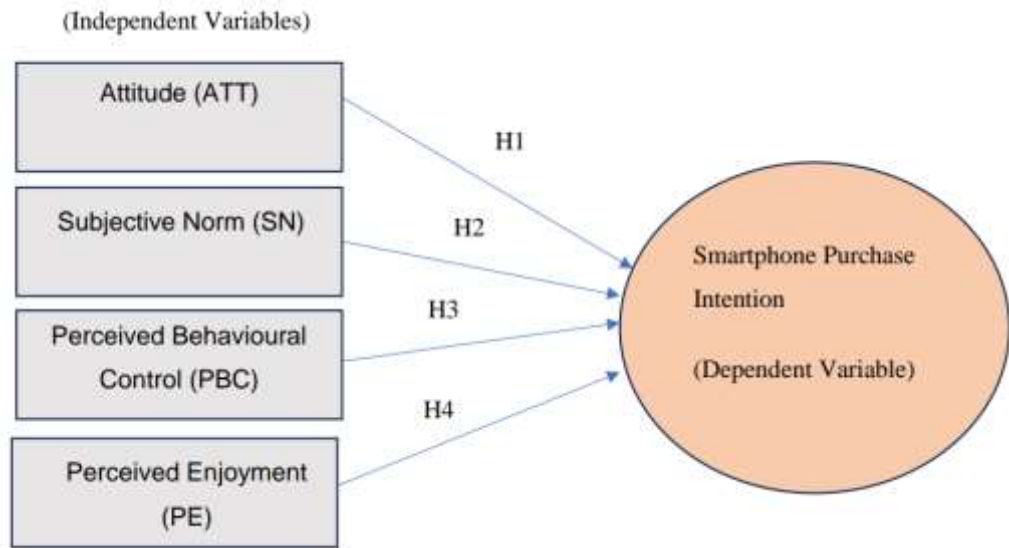 (Independent Variables)
Attitude (ATT)
H1
Subjective Norm (SN)
H2
Perceived Behavioural
Control (PBC)
H3
Perceived Enjoyment
(PE)
H4
Smartphone Purchase
Intention
(Dependent Variable)